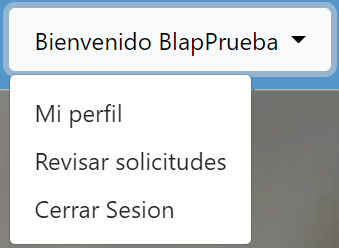 Bienvenido BlapPrueba
Mi perfil
Revisar solicitudes
Cerrar Sesion